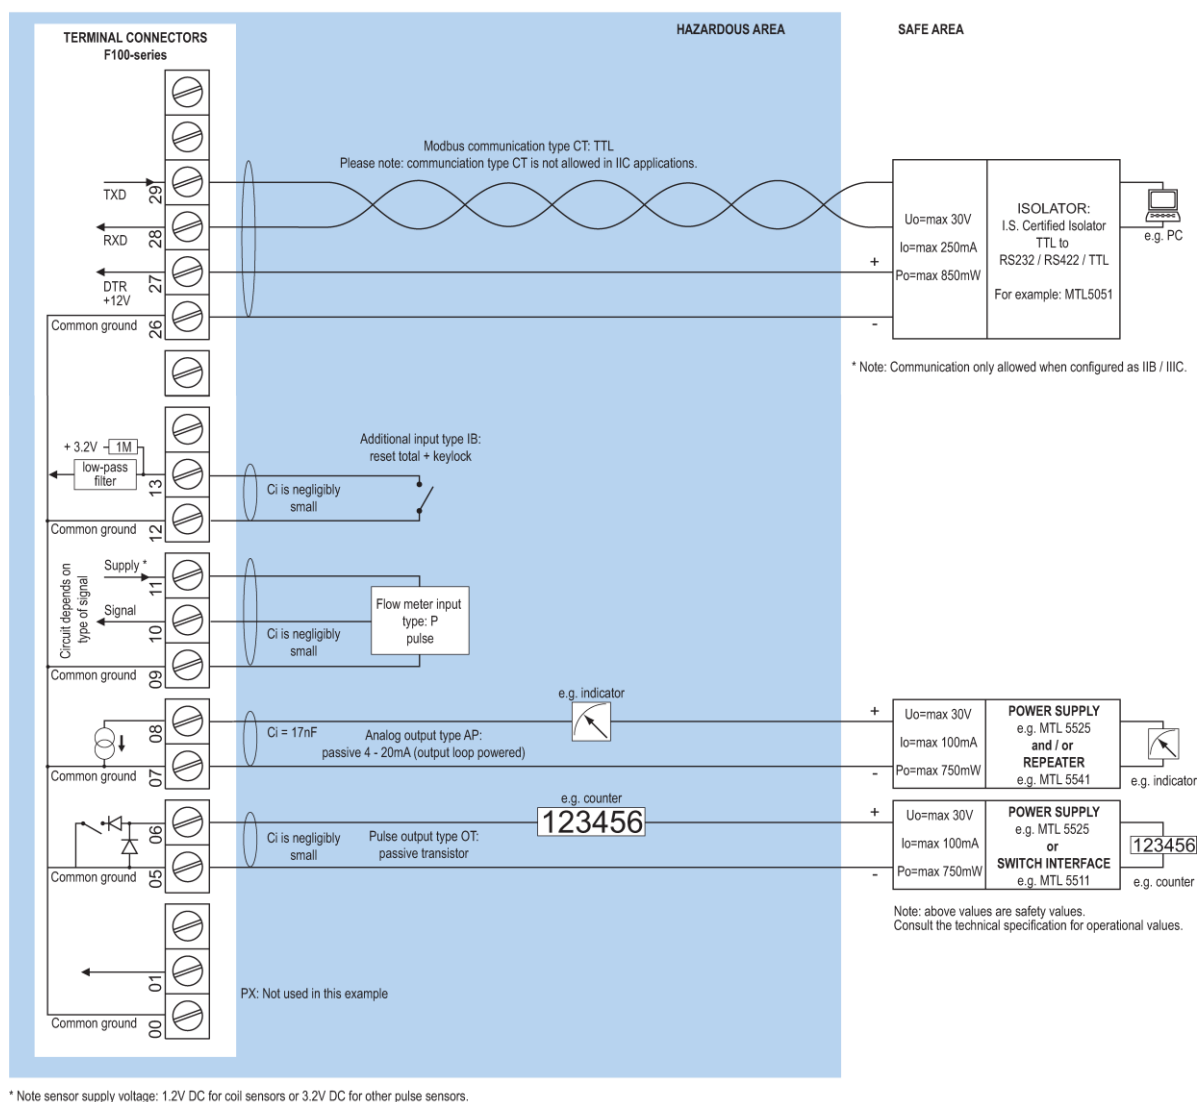 HAZARDOUS AREA
SAFE AREA
TERMINAL CONNECTORS
F100-series
Modbus communication type CT: TTL
Please note: communciation type CT is not allowed in IIC applications.
TXD
29
RXD
28
DTR
+12V
27
Common ground
26
+
-
Uo=max 30V
Io=max 250mA
Po=max 850mW
ISOLATOR:
I.S. Certified Isolator
TTL to
RS232 / RS422 / TTL
For example: MTL5051
e.g. PC
* Note: Communication only allowed when configured as IIB / IIIC.
+ 3.2V
1M
low-pass
filter
13
Common ground
12
Ci is negligibly
small
Additional input type IB:
reset total + keylock
Circuit depends on
type of signal
Supply *
11
Signal
10
Common ground
09
Ci is negligibly
small
Flow meter input
type: P
pulse
08
Common ground
07
Ci = 17nF
Analog output type AP:
passive 4 - 20mA (output loop powered)
e.g. indicator
+
-
Uo=max 30V
Io=max 100mA
Po=max 750mW
POWER SUPPLY
e.g. MTL 5525
and / or
REPEATER
e.g. MTL 5541
e.g. indicator
06
Common ground
05
Ci is negligibly
small
Pulse output type OT:
passive transistor
e.g. counter
123456
+
-
Uo=max 30V
Io=max 100mA
Po=max 750mW
POWER SUPPLY
e.g. MTL 5525
or
SWITCH INTERFACE
e.g. MTL 5511
123456
e.g. counter
Note: above values are safety values.
Consult the technical specification for operational values.
01
Common ground
00
PX: Not used in this example
* Note sensor supply voltage: 1.2V DC for coil sensors or 3.2V DC for other pulse sensors.